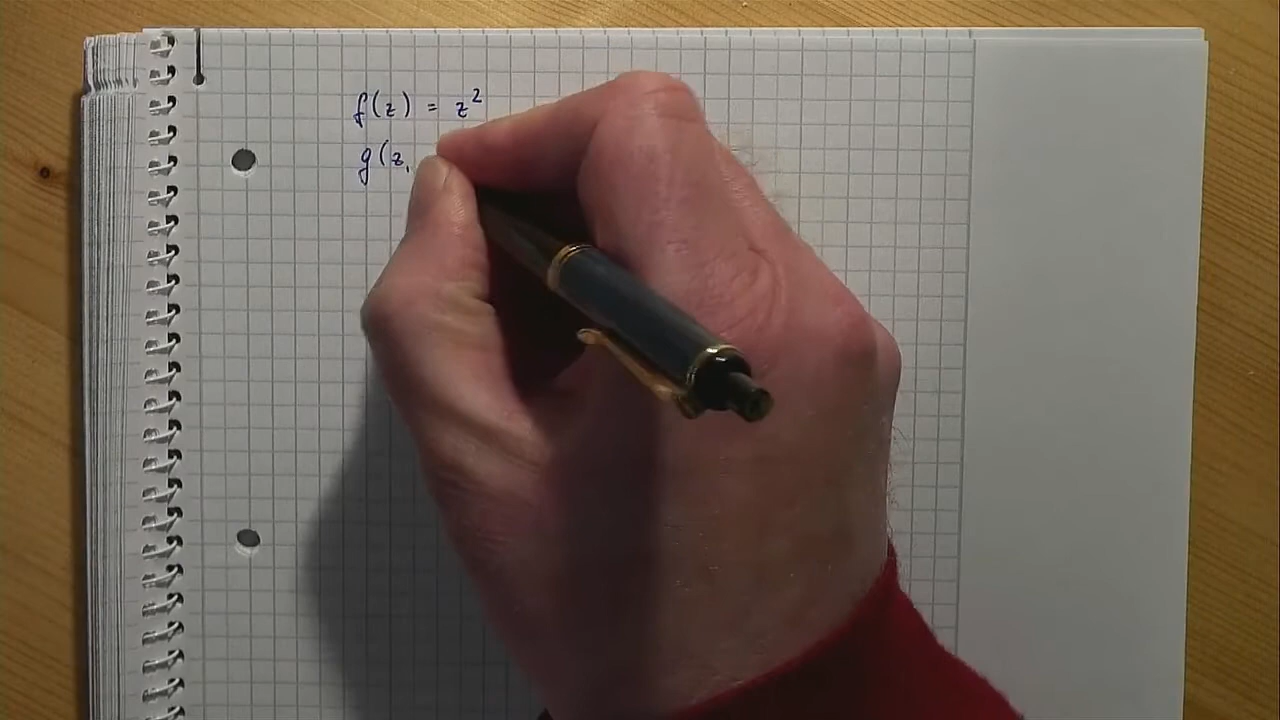 f(z) = z²
g(z,